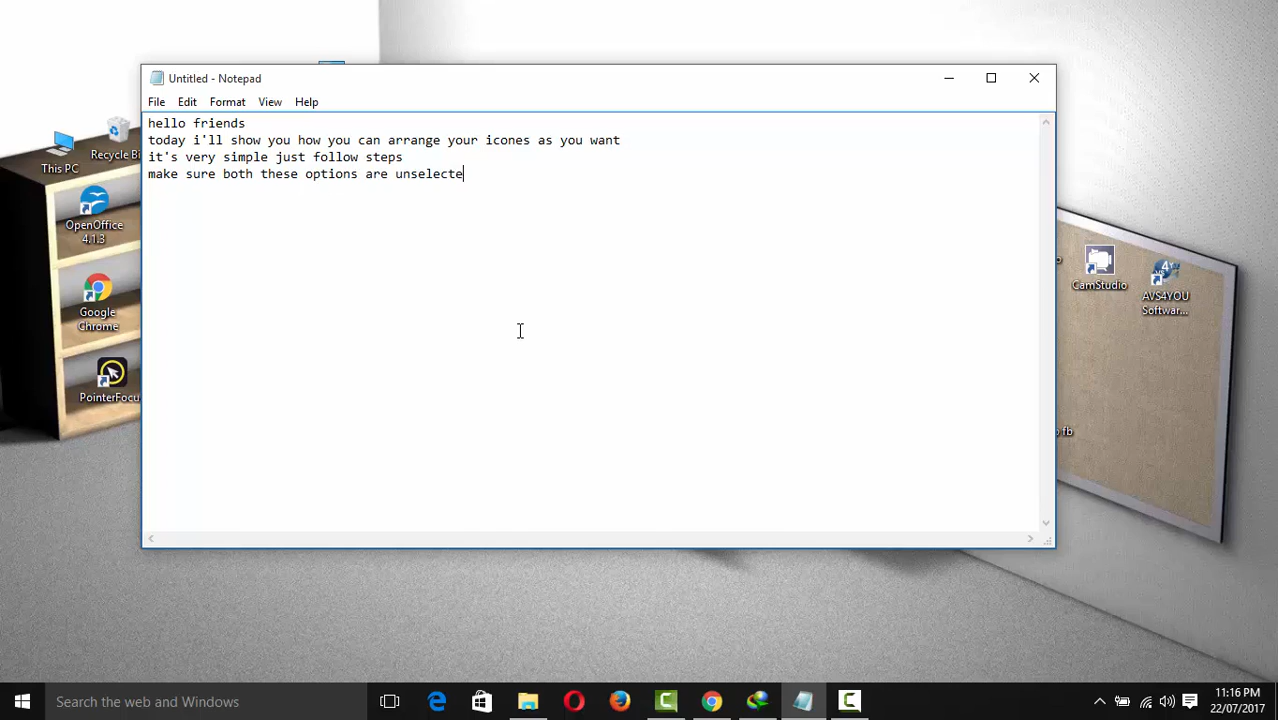 Untitled - Notepad
File Edit Format View Help
hello friends
today i'll show you how you can arrange your icones as you want
it's very simple just follow steps
make sure both these options are unselecte
This PC
Recycle Bi
OpenOffice
4.1.3
Google
Chrome
PointerFocu
CamStudio
AVS4YOU
Softwar...
fb
Search the web and Windows
11:16 PM
22/07/2017